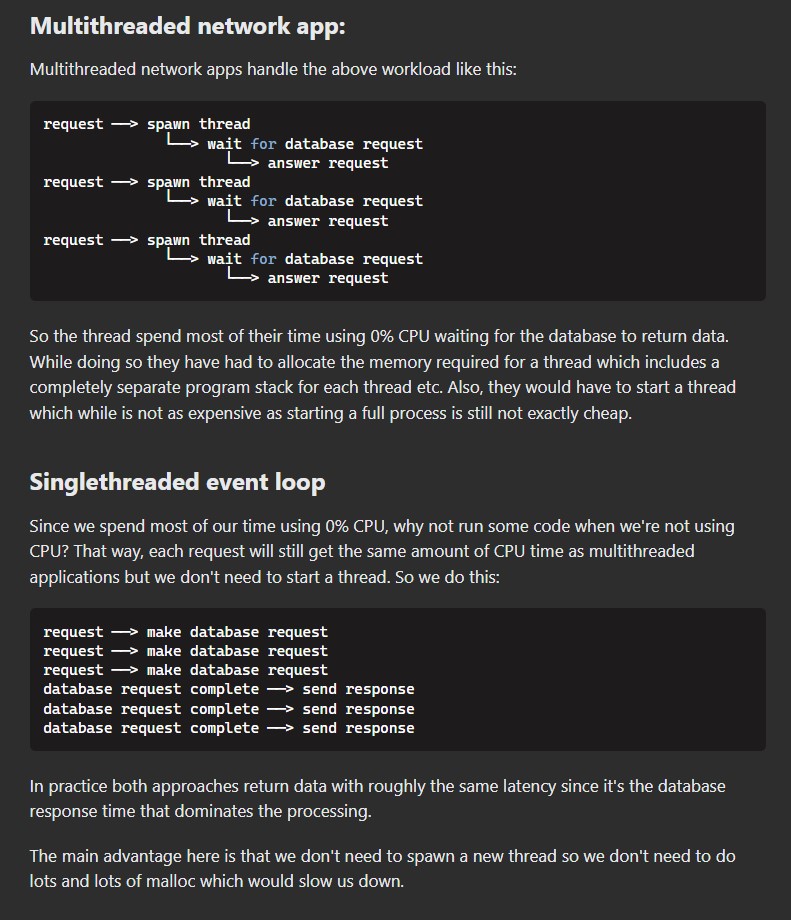 Multithreaded network app:
Multithreaded network apps handle the above workload like this:
request ──> spawn thread
└──> wait for database request
└──> answer request
request ──> spawn thread
└──> wait for database request
└──> answer request
request ──> spawn thread
└──> wait for database request
└──> answer request
So the thread spend most of their time using 0% CPU waiting for the database to return data.
While doing so they have had to allocate the memory required for a thread which includes a
completely separate program stack for each thread etc. Also, they would have to start a thread
which while is not as expensive as starting a full process is still not exactly cheap.
Singlethreaded event loop
Since we spend most of our time using 0% CPU, why not run some code when we're not using
CPU? That way, each request will still get the same amount of CPU time as multithreaded
applications but we don't need to start a thread. So we do this:
request ──> make database request
request ──> make database request
request ──> make database request
database request complete ──> send response
database request complete ──> send response
database request complete ──> send response
In practice both approaches return data with roughly the same latency since it's the database
response time that dominates the processing.
The main advantage here is that we don't need to spawn a new thread so we don't need to do
lots and lots of malloc which would slow us down.